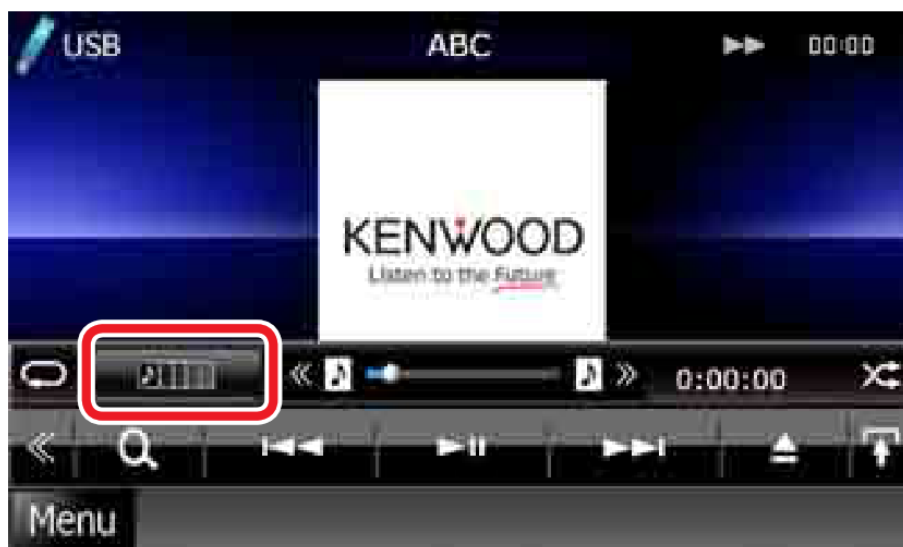 USB
ABC
00:00
KENWOOD
Listen to the Future
0:00:00
Menu